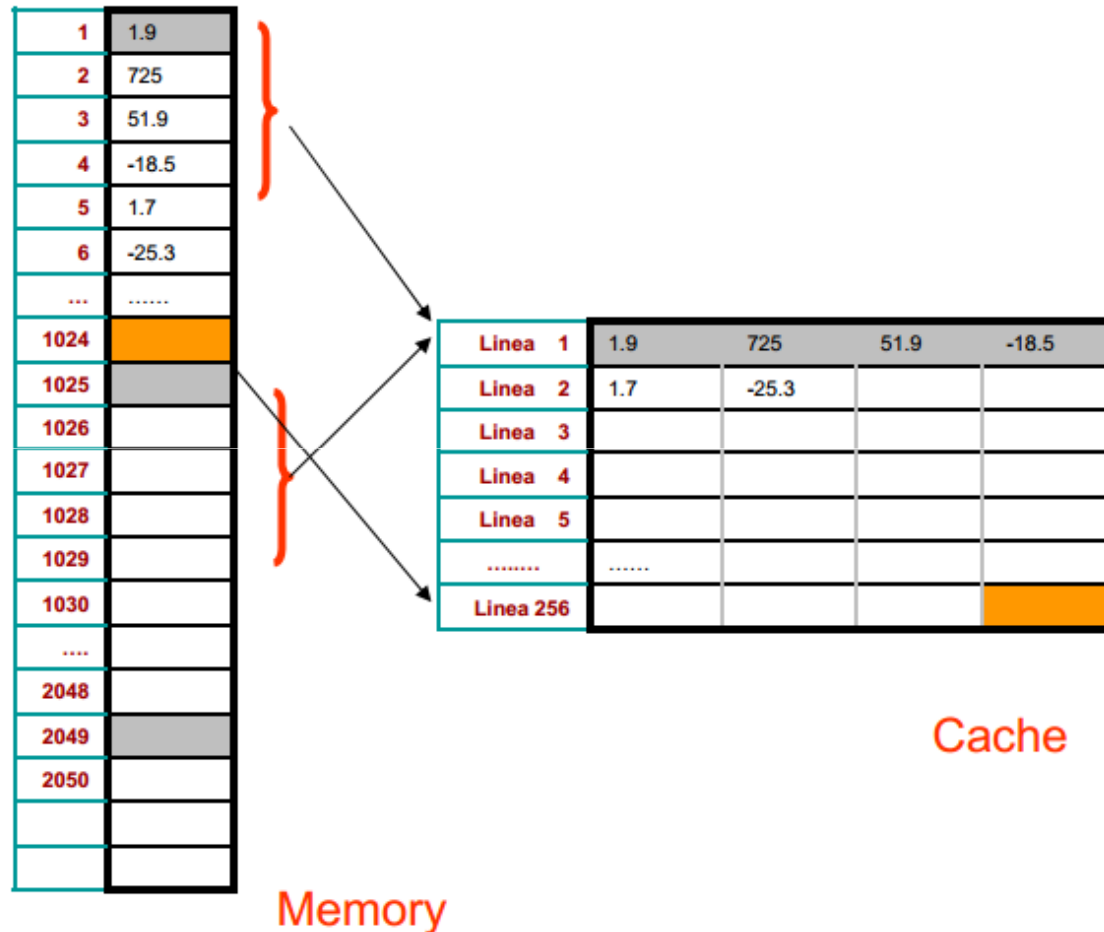 1 1.9
2 725
3 51.9
4 -18.5
5 1.7
6 -25.3
... ......
1024
1025
1026
1027
1028
1029
1030
....
2048
2049
2050
Memory
Linea 1 1.9 725 51.9 -18.5
Linea 2 1.7 -25.3
Linea 3
Linea 4
Linea 5
........ ......
Linea 256
Cache